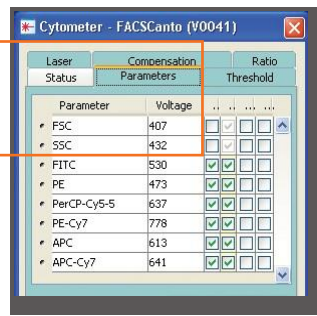 Cytometer - FACSCanto (V0041)
Laser Compensation Ratio
Status Parameters Threshold
Parameter Voltage .. .. ... ...
FSC 407
SSC 432
FITC 530
PE 473
PerCP-Cy5-5 637
PE-Cy7 778
APC 613
APC-Cy7 641